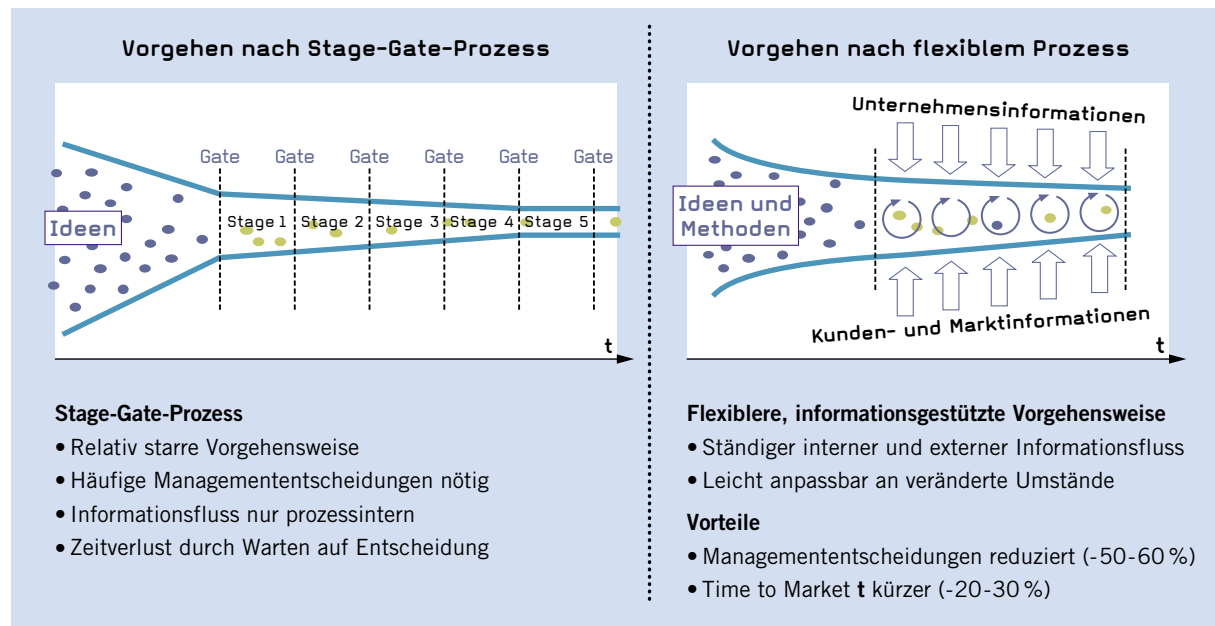 Vorgehen nach Stage-Gate-Prozess
Gate Gate Gate Gate Gate Gate
Ideen
Stage 1 Stage 2 Stage 3 Stage 4 Stage 5
t
Stage-Gate-Prozess
• Relativ starre Vorgehensweise
• Häufige Managemententscheidungen nötig
• Informationsfluss nur prozessintern
• Zeitverlust durch Warten auf Entscheidung
Vorgehen nach flexiblem Prozess
Unternehmensinformationen
Ideen und
Methoden
Kunden- und Marktinformationen
t
Flexiblere, informationsgestützte Vorgehensweise
• Ständiger interner und externer Informationsfluss
• Leicht anpassbar an veränderte Umstände
Vorteile
• Managemententscheidungen reduziert (-50-60 %)
• Time to Market t kürzer (-20-30 %)